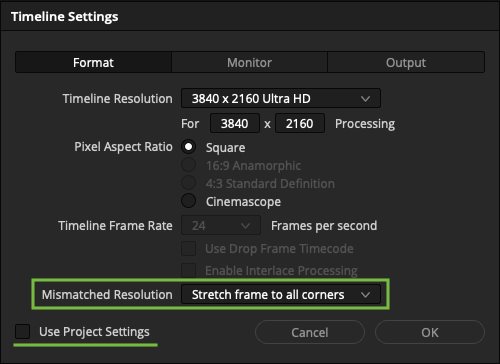 Timeline Settings
Format Monitor Output
Timeline Resolution 3840 x 2160 Ultra HD
For 3840 x 2160 Processing
Pixel Aspect Ratio Square
16:9 Anamorphic
4:3 Standard Definition
Cinemascope
Timeline Frame Rate 24 Frames per second
Use Drop Frame Timecode
Enable Interlace Processing
Mismatched Resolution Stretch frame to all corners
Use Project Settings Cancel OK